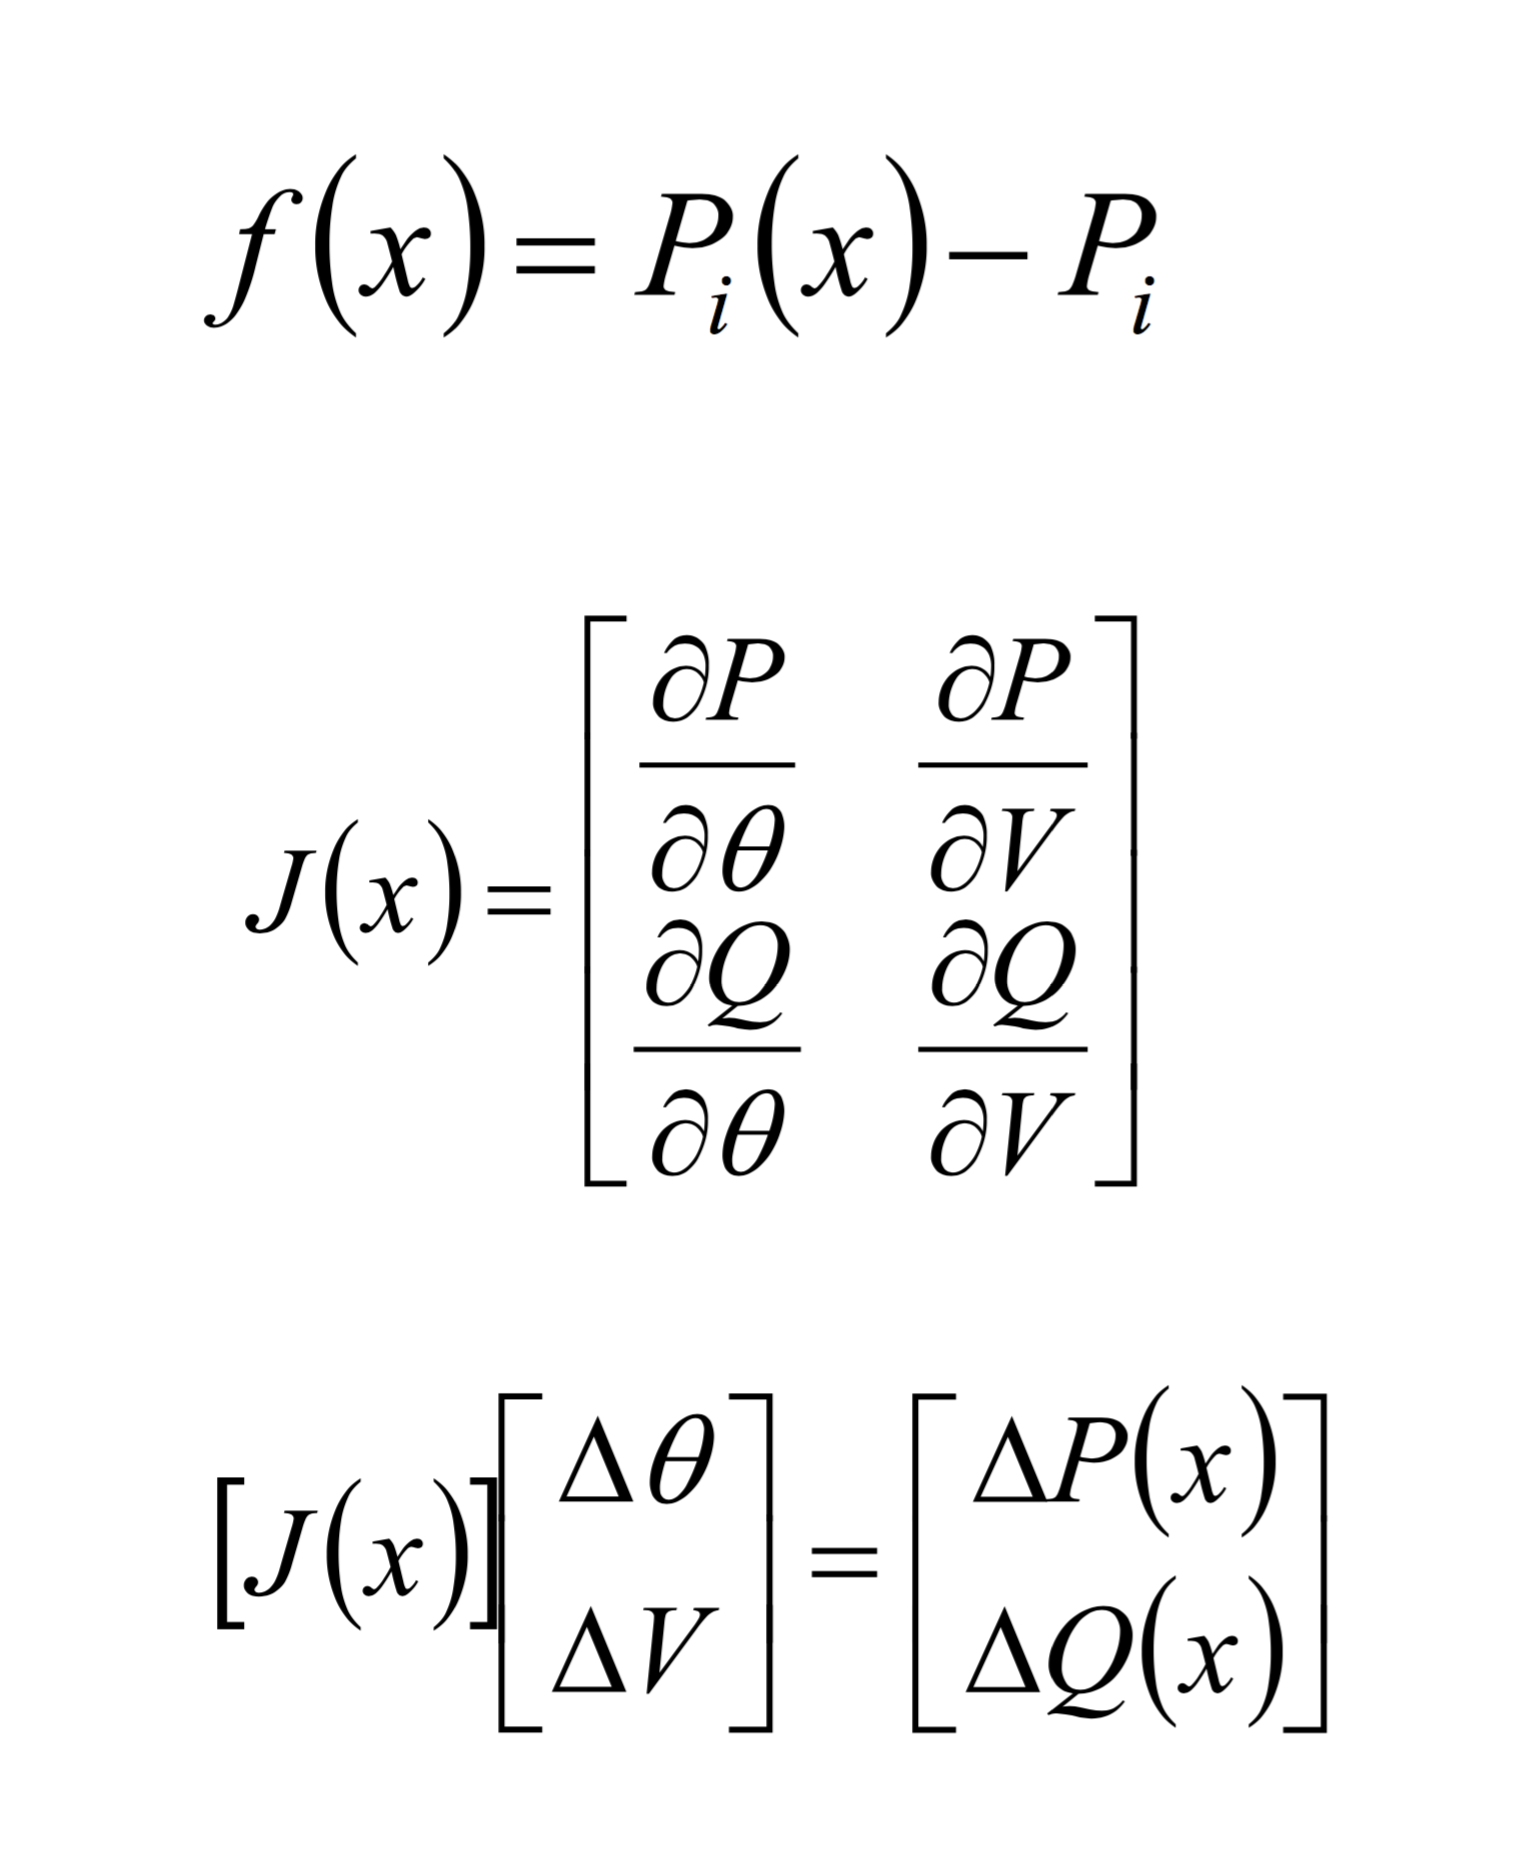 f(x) = P_i(x) − P_i
J(x) = [ ∂P/∂θ ∂P/∂V ; ∂Q/∂θ ∂Q/∂V ]
[J(x)] [ Δθ ; ΔV ] = [ ΔP(x) ; ΔQ(x) ]